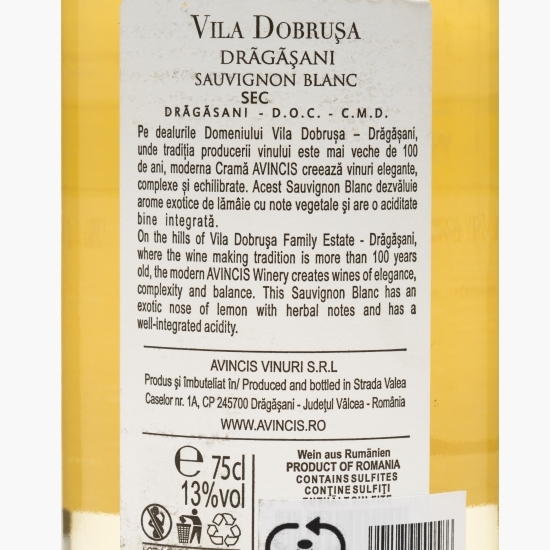 VILA DOBRUȘA
DRĂGĂȘANI
SAUVIGNON BLANC
SEC
DRĂGĂSANI - D.O.C. - C.M.D.
Pe dealurile Domeniului Vila Dobrușa – Drăgășani,
unde tradiția producerii vinului este mai veche de 100
de ani, moderna Cramă AVINCIS creează vinuri elegante,
complexe și echilibrate. Acest Sauvignon Blanc dezvăluie
arome exotice de lămâie cu note vegetale și are o aciditate
bine integrată.
On the hills of Vila Dobrușa Family Estate - Drăgășani,
where the wine making tradition is more than 100 years
old, the modern AVINCIS Winery creates wines of elegance,
complexity and balance. This Sauvignon Blanc has an
exotic nose of lemon with herbal notes and has a
well-integrated acidity.
AVINCIS VINURI S.R.L
Produs și îmbuteliat în/ Produced and bottled in Strada Valea
Caselor nr. 1A, CP 245700 Drăgășani - Județul Vâlcea - România
WWW.AVINCIS.RO
e 75cl
13%vol
Wein aus Rumänien
PRODUCT OF ROMANIA
CONTAINS SULFITES
CONȚINE SULFIȚI
ENTHÄLT SULFITE